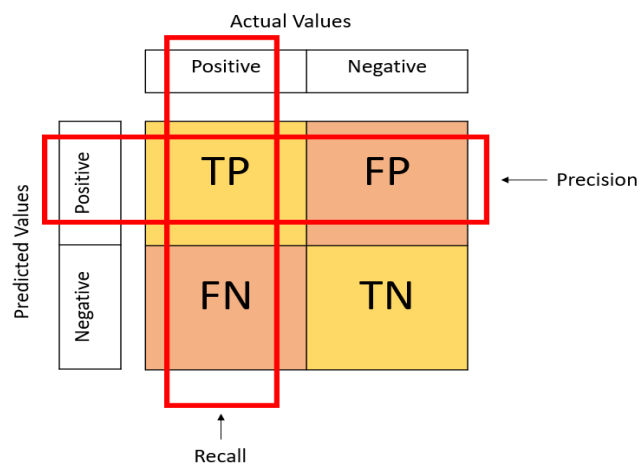 Actual Values
Positive
Negative
Predicted Values
Positive
TP
FP
Precision
Negative
FN
TN
Recall